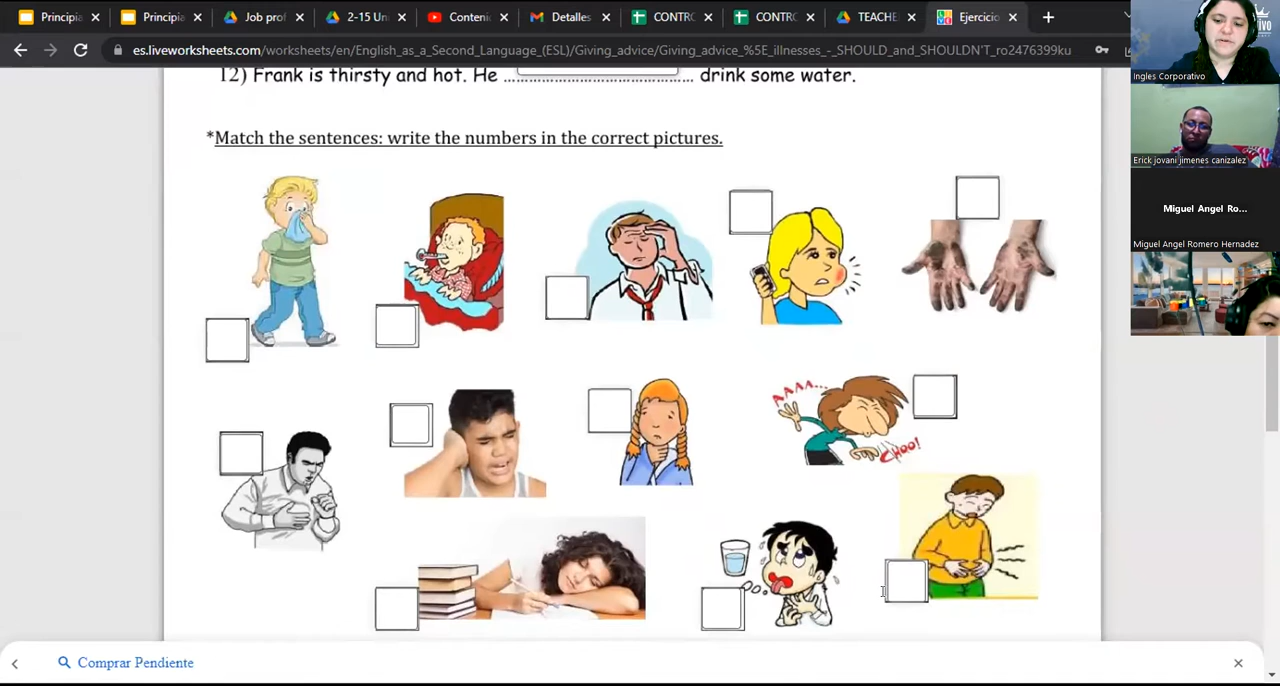 Principia
Principia
Job prof
2-15 Un
Conteni
Detalles
CONTRO
CONTRO
TEACHE
Ejercicio
es.liveworksheets.com/worksheets/en/English_as_a_Second_Language_(ESL)/Giving_advice/Giving_advice_%5E_illnesses_-_SHOULD_and_SHOULDN'T_ro2476399ku
Ingles Corporativo
Erick jovani jimenes canizalez
Miguel Angel Ro...
Miguel Angel Romero Hernadez
12) Frank is thirsty and hot. He ................................................ drink some water.
*Match the sentences: write the numbers in the correct pictures.
AAAA...
CHOO!
Comprar Pendiente